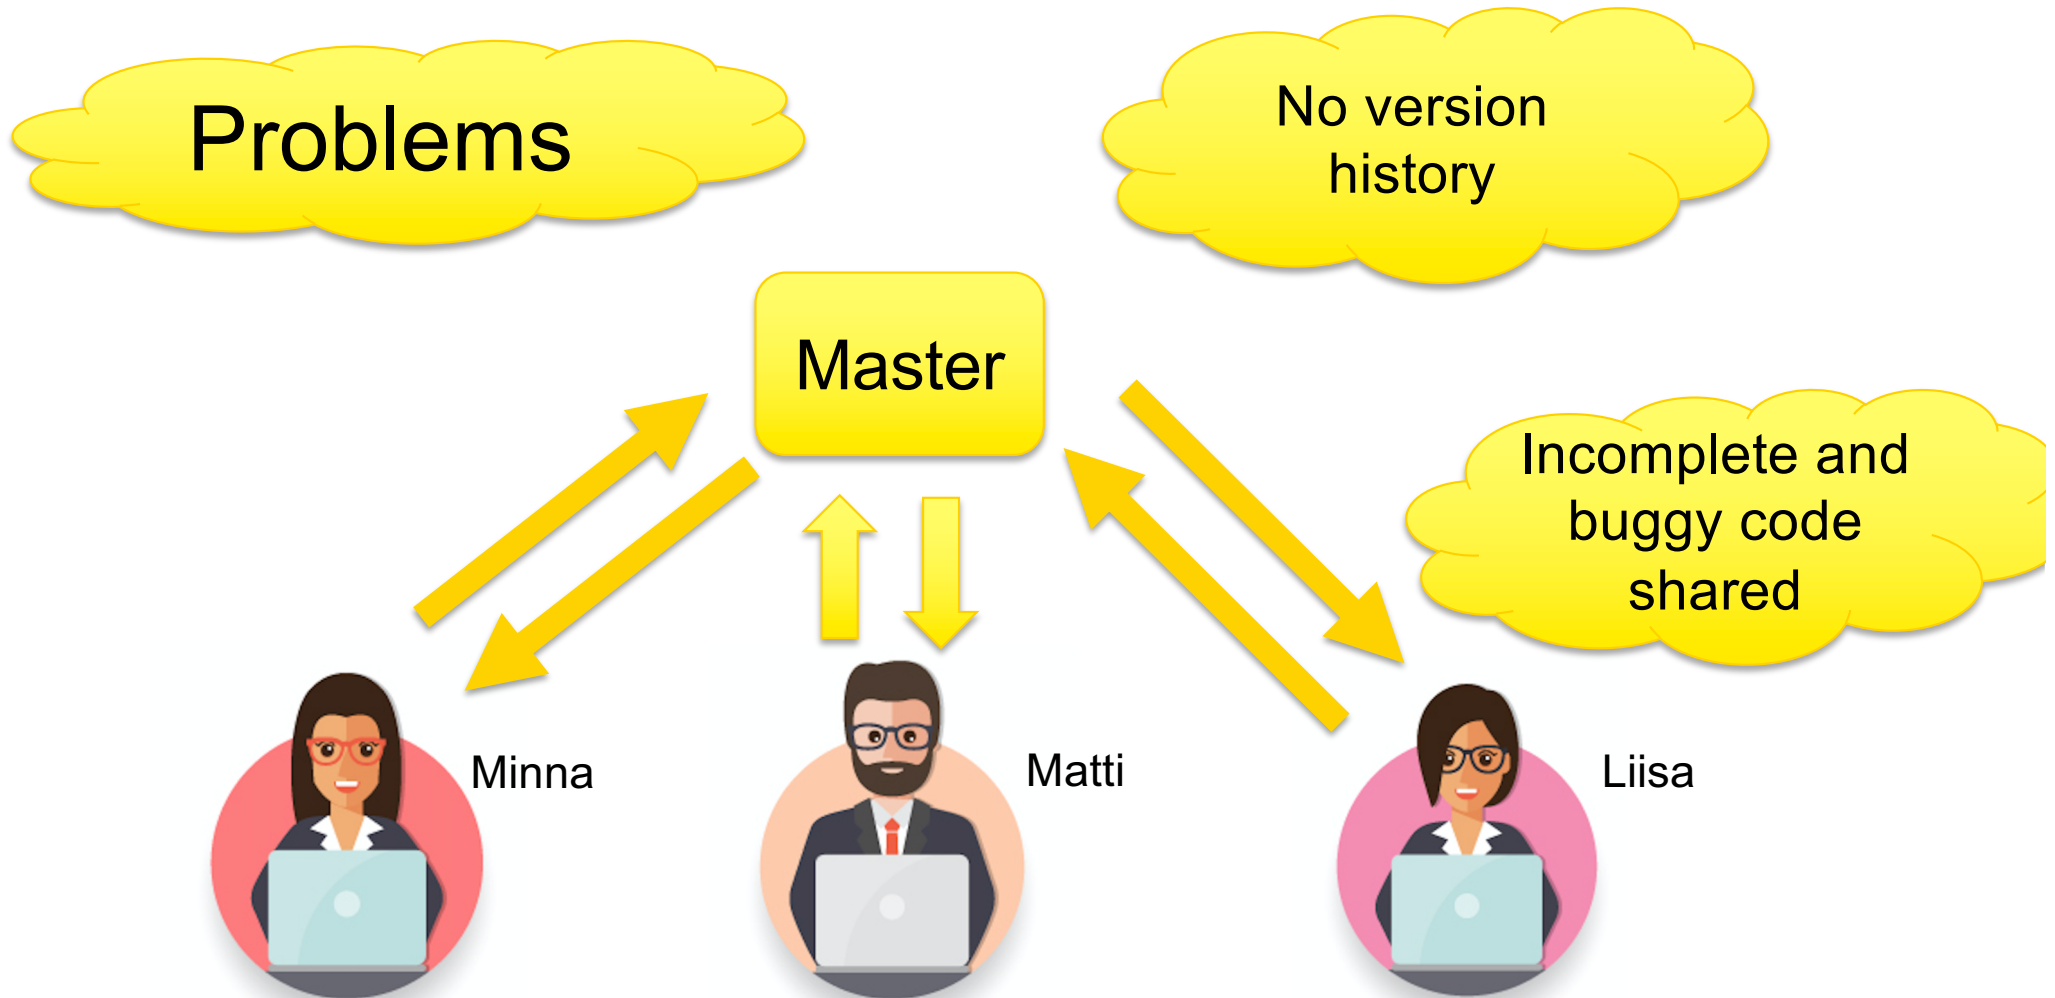 Problems
No version
history
Master
Incomplete and
buggy code
shared
Minna
Matti
Liisa